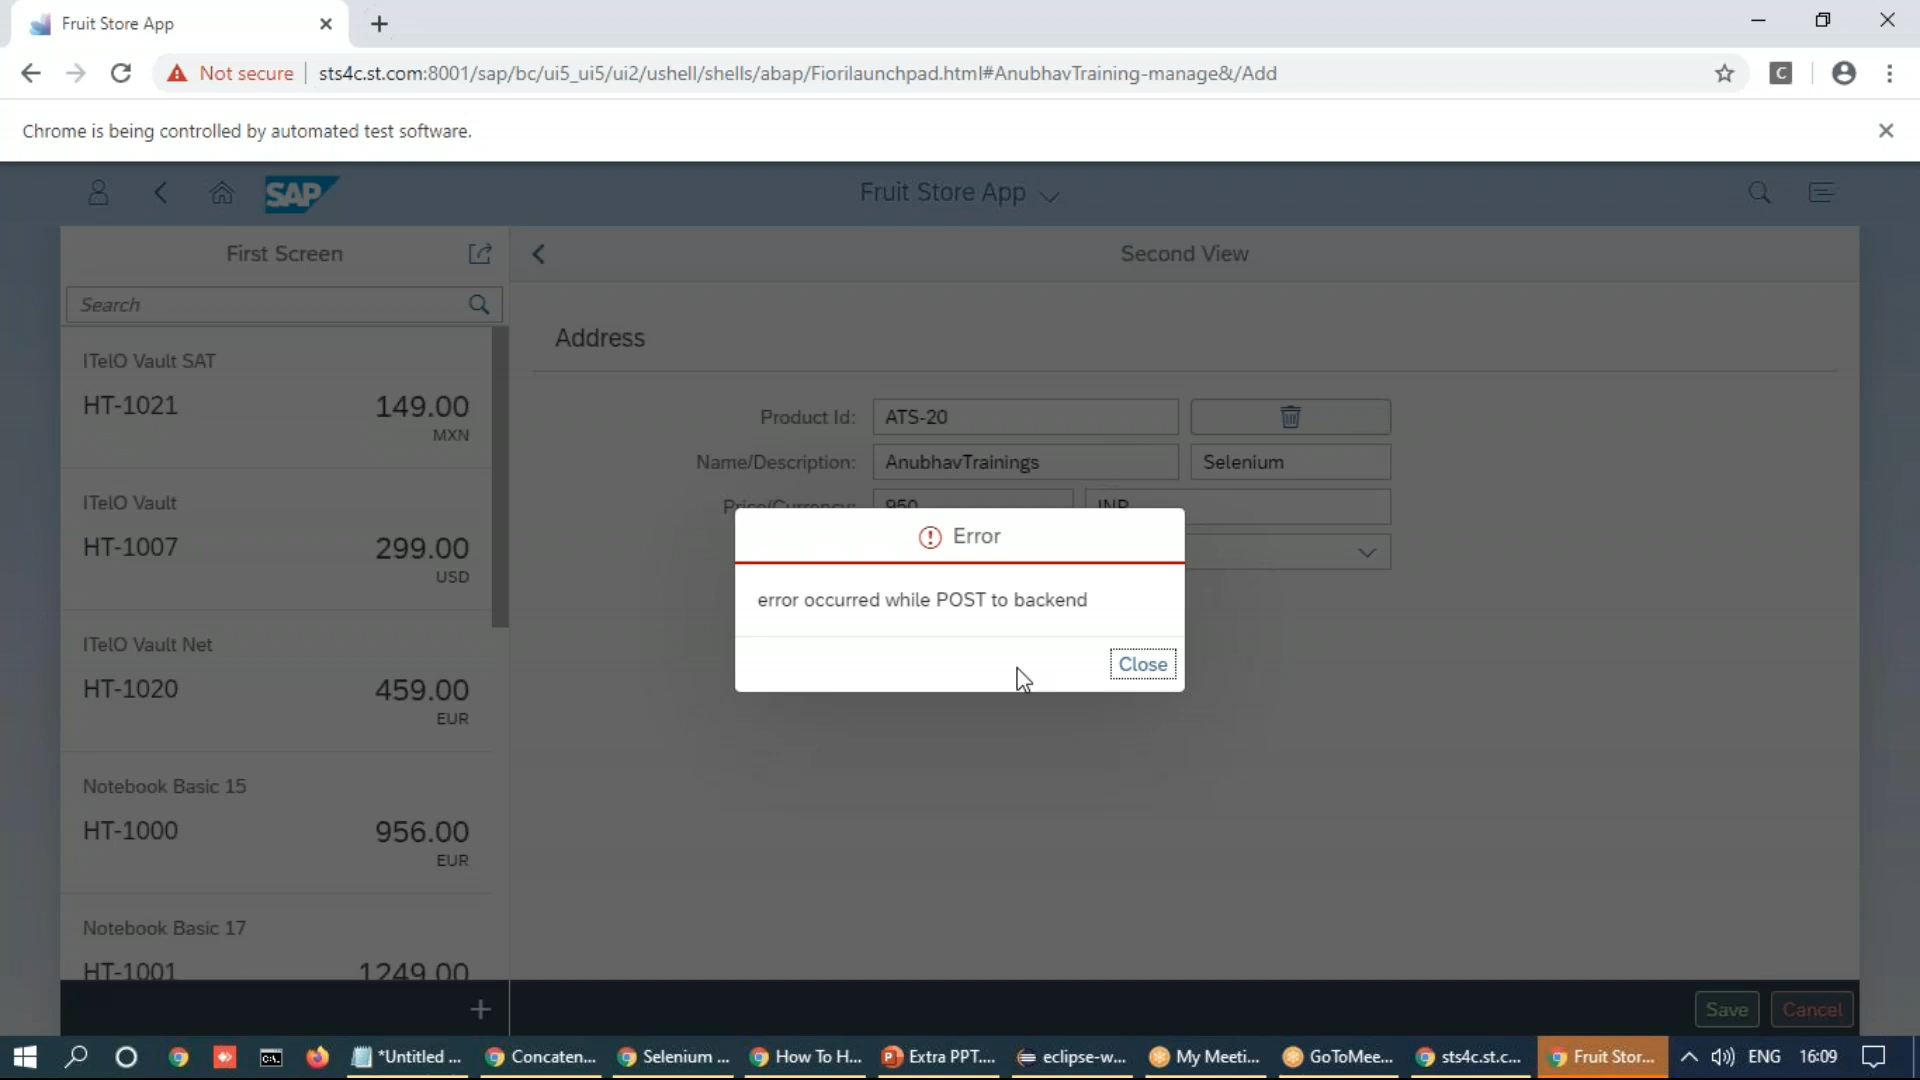 Fruit Store App
Not secure
sts4c.st.com:8001/sap/bc/ui5_ui5/ui2/ushell/shells/abap/Fiorilaunchpad.html#AnubhavTraining-manage&/Add
C
Chrome is being controlled by automated test software.
SAP
Fruit Store App
First Screen
Second View
Search
Address
ITelO Vault SAT
HT-1021
149.00
MXN
ITelO Vault
HT-1007
299.00
USD
ITelO Vault Net
HT-1020
459.00
EUR
Notebook Basic 15
HT-1000
956.00
EUR
Notebook Basic 17
HT-1001
1249.00
Product Id:
ATS-20
Name/Description:
AnubhavTrainings
Selenium
Price/Currency:
950
INR
Error
error occurred while POST to backend
Close
Save
Cancel
*Untitled ...
Concaten...
Selenium ...
How To H...
Extra PPT....
eclipse-w...
My Meeti...
GoToMee...
sts4c.st.c...
Fruit Stor...
ENG
16:09